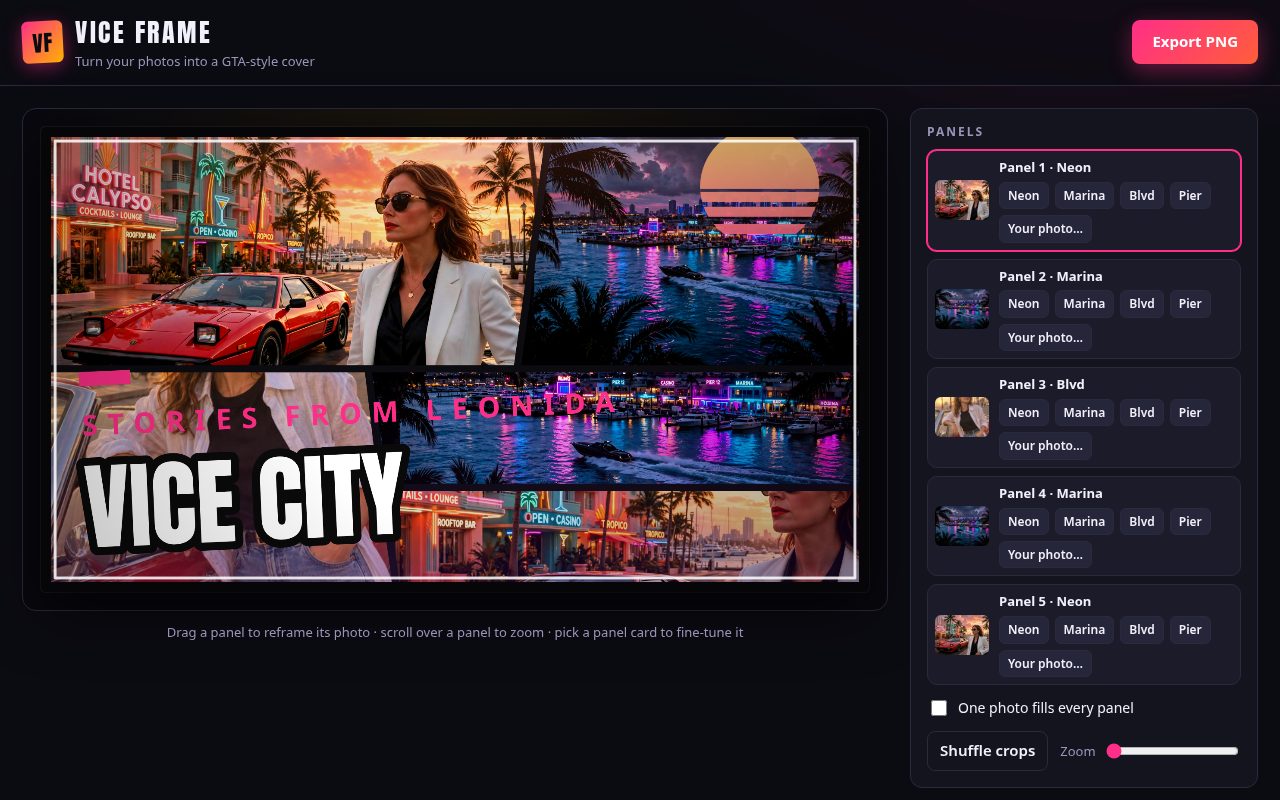 VF
VICE FRAME
Turn your photos into a GTA-style cover
Export PNG
HOTEL
CALYPSO
COCKTAILS · LOUNGE
ROOFTOP BAR
OPEN · CASINO
TROPICO
STORIES FROM LEONIDA
VICE CITY
PIER 12
CASINO
PIER 12
MARINA
TAILS · LOUNGE
ROOFTOP BAR
OPEN · CASINO
TROPICO
Drag a panel to reframe its photo · scroll over a panel to zoom · pick a panel card to fine-tune it
PANELS
Panel 1 · Neon
Neon Marina Blvd Pier
Your photo...
Panel 2 · Marina
Neon Marina Blvd Pier
Your photo...
Panel 3 · Blvd
Neon Marina Blvd Pier
Your photo...
Panel 4 · Marina
Neon Marina Blvd Pier
Your photo...
Panel 5 · Neon
Neon Marina Blvd Pier
Your photo...
One photo fills every panel
Shuffle crops Zoom